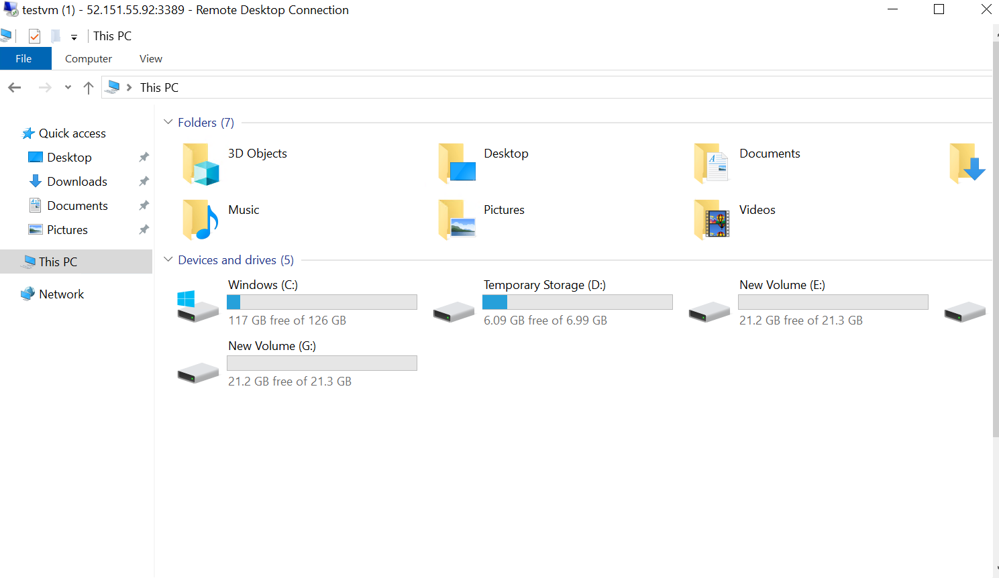 testvm (1) - 52.151.55.92:3389 - Remote Desktop Connection
This PC
File Computer View
This PC
Quick access
Desktop
Downloads
Documents
Pictures
This PC
Network
Folders (7)
3D Objects Desktop Documents
Music Pictures Videos
Devices and drives (5)
Windows (C:) Temporary Storage (D:) New Volume (E:)
117 GB free of 126 GB 6.09 GB free of 6.99 GB 21.2 GB free of 21.3 GB
New Volume (G:)
21.2 GB free of 21.3 GB